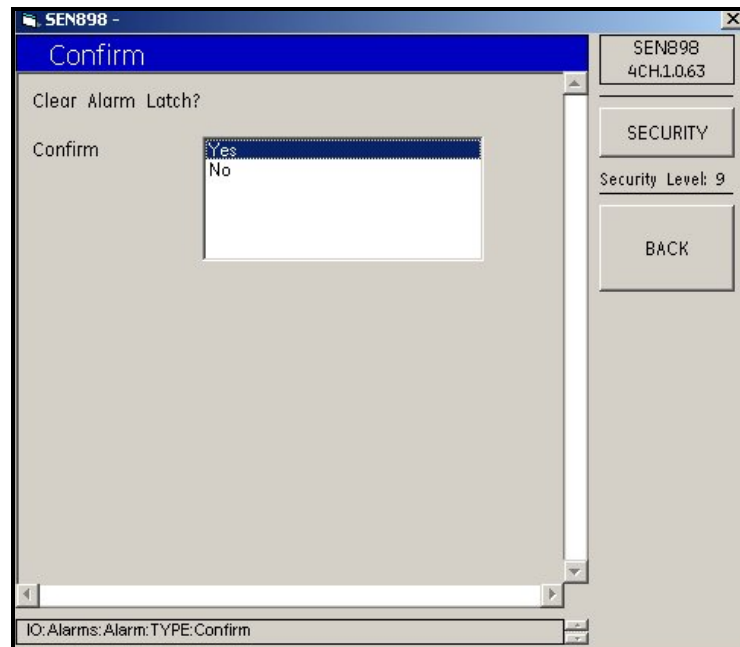 SEN898 -
Confirm
SEN898
4CH.1.0.63
Clear Alarm Latch?
SECURITY
Confirm
Yes
No
Security Level: 9
BACK
IO:Alarms:Alarm:TYPE:Confirm